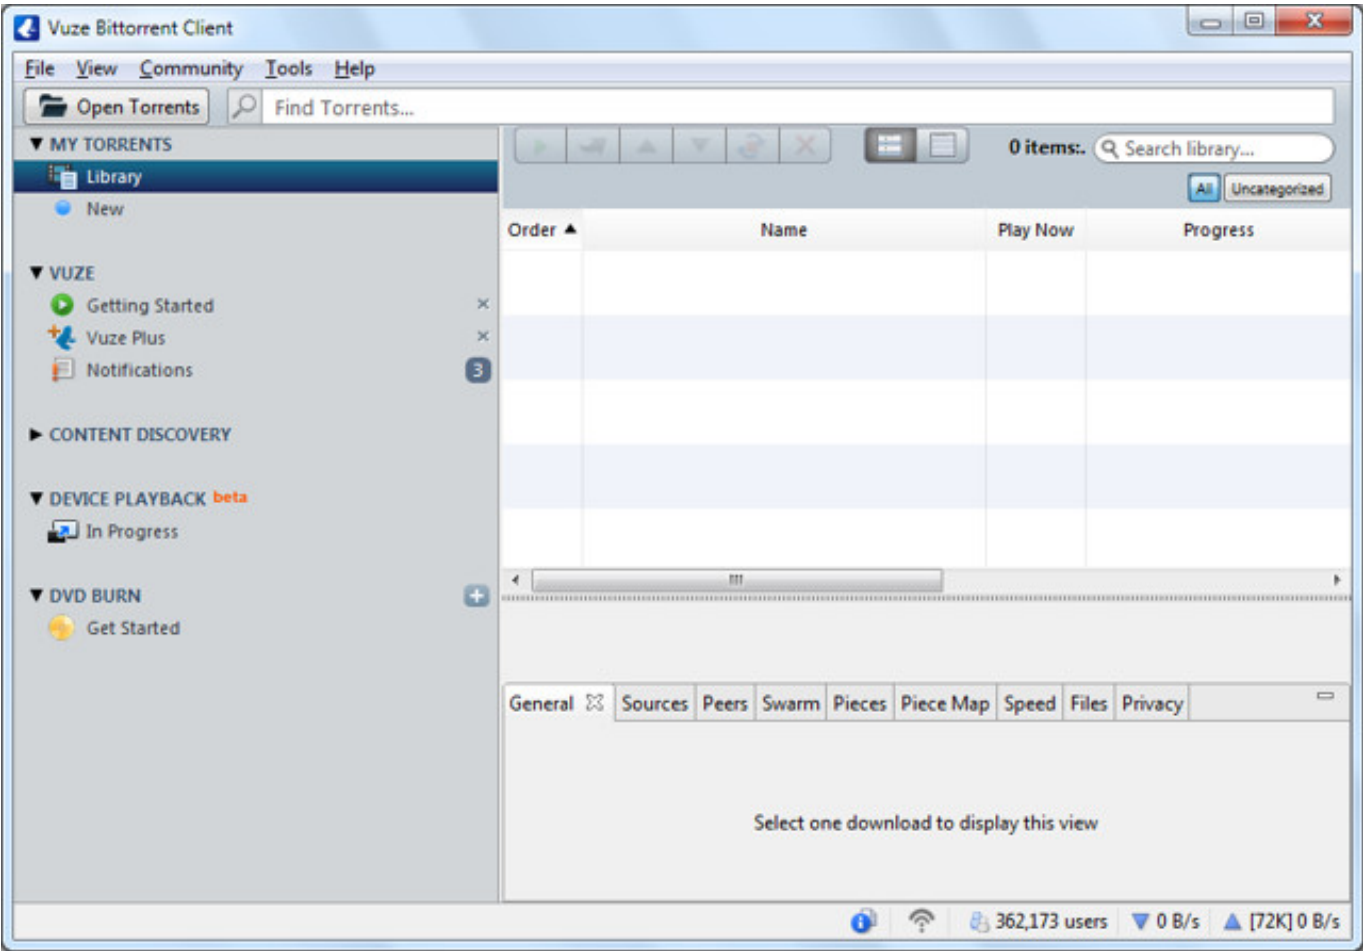 Vuze Bittorrent Client
File View Community Tools Help
Open Torrents Find Torrents...
MY TORRENTS
Library
New
VUZE
Getting Started
Vuze Plus
Notifications 3
CONTENT DISCOVERY
DEVICE PLAYBACK beta
In Progress
DVD BURN
Get Started
0 items:. Search library...
All Uncategorized
Order Name Play Now Progress
General Sources Peers Swarm Pieces Piece Map Speed Files Privacy
Select one download to display this view
362,173 users 0 B/s [72K] 0 B/s